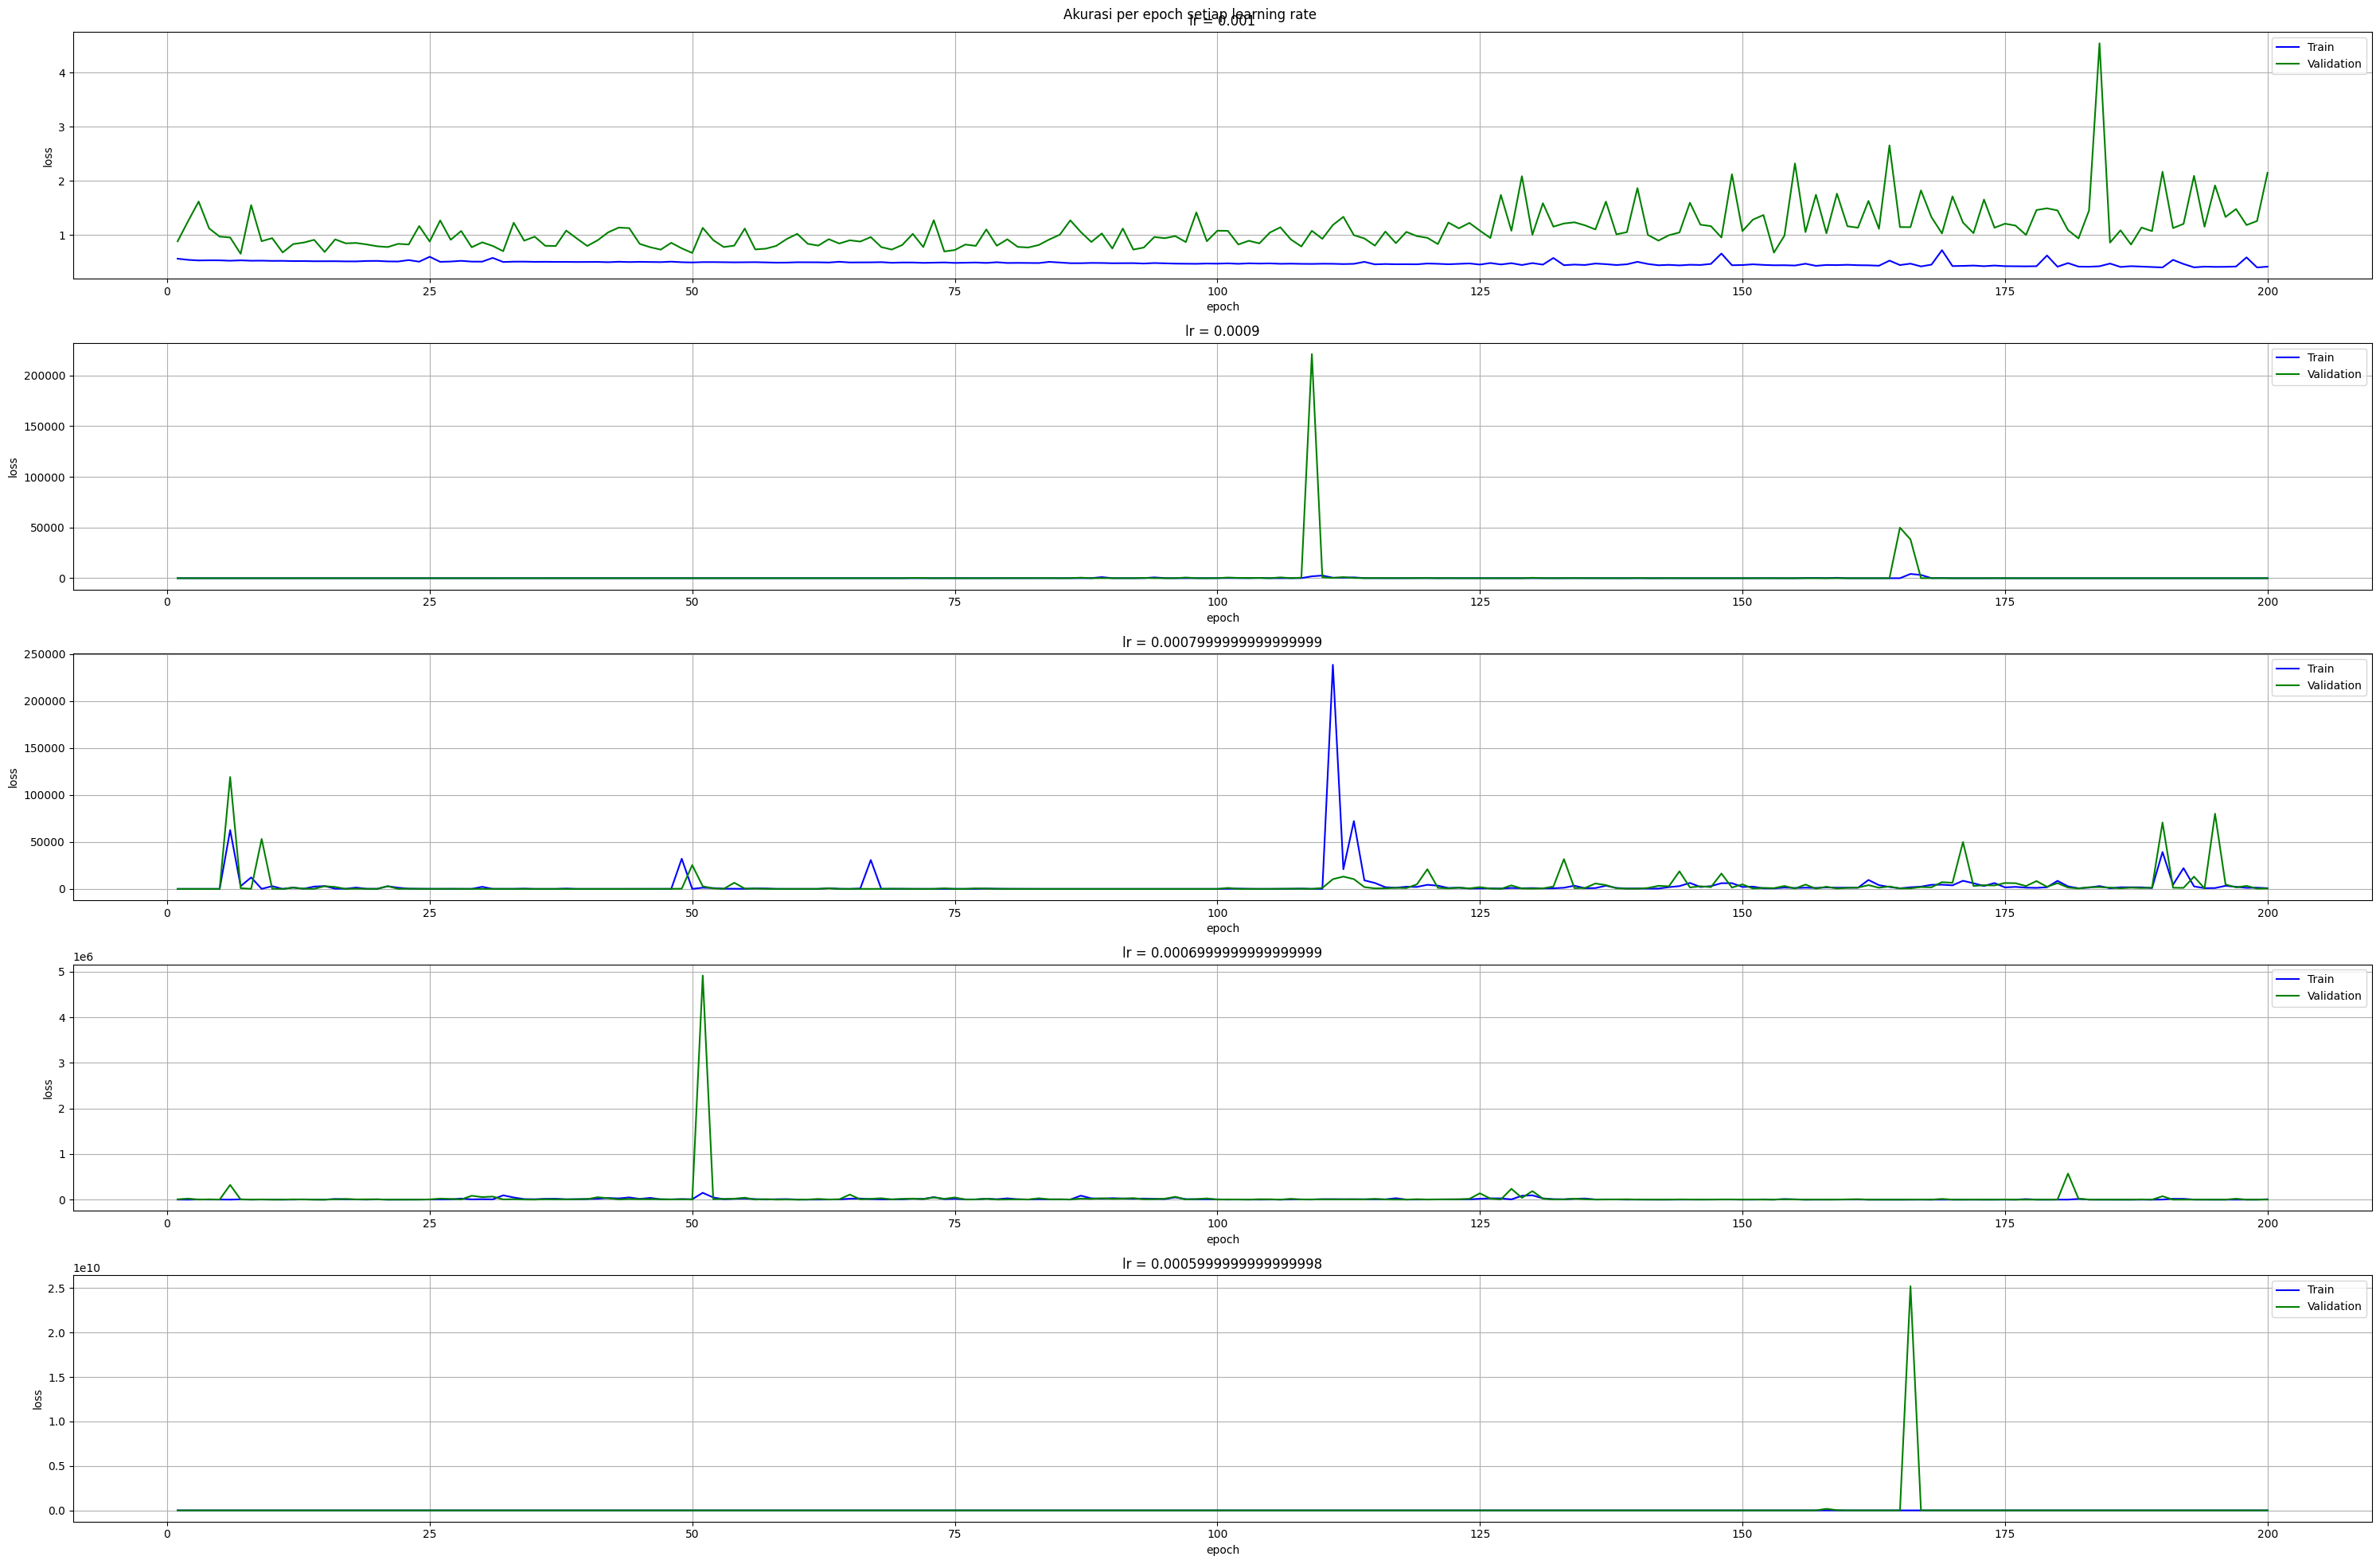 Akurasi per epoch setiap learning rate
lr = 0.001
Train
Validation
4
3
2
1
loss
0 25 50 75 100 125 150 175 200
epoch
lr = 0.0009
Train
Validation
200000
150000
100000
50000
0
loss
0 25 50 75 100 125 150 175 200
epoch
lr = 0.0007999999999999999
Train
Validation
250000
200000
150000
100000
50000
0
loss
0 25 50 75 100 125 150 175 200
epoch
lr = 0.0006999999999999999
1e6
Train
Validation
5
4
3
2
1
0
loss
0 25 50 75 100 125 150 175 200
epoch
lr = 0.0005999999999999998
1e10
Train
Validation
2.5
2.0
1.5
1.0
0.5
0.0
loss
0 25 50 75 100 125 150 175 200
epoch